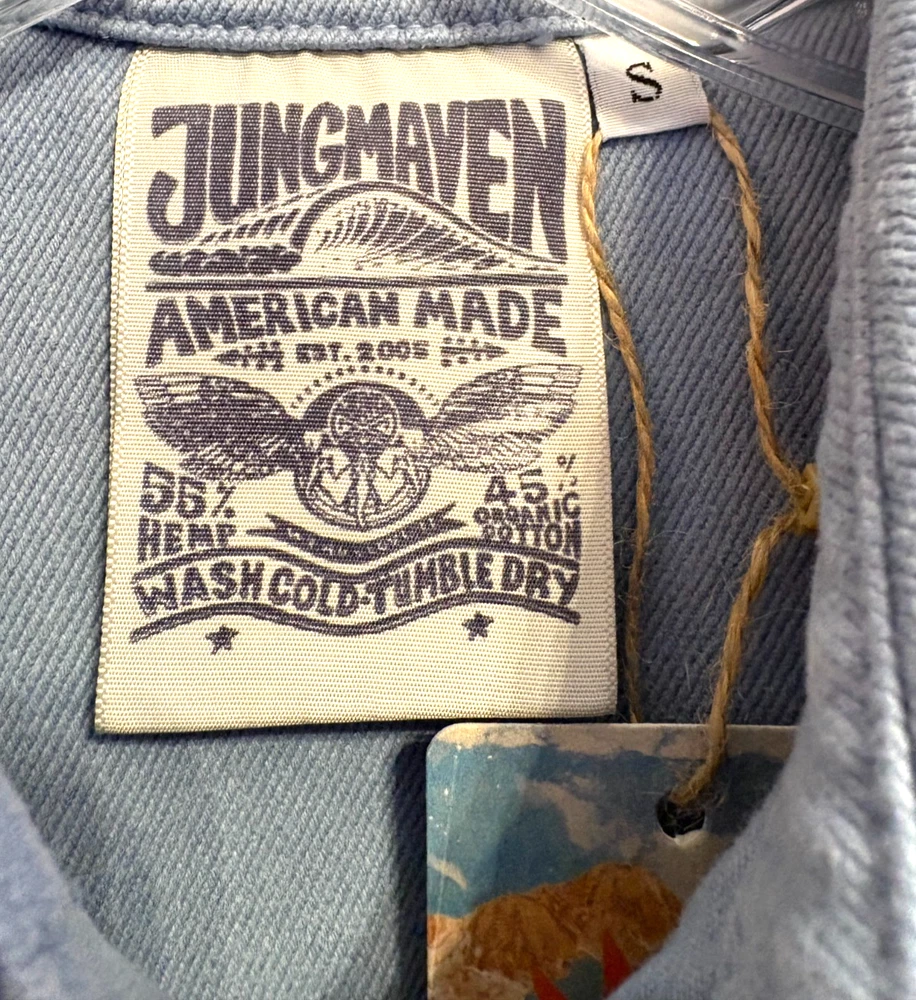 JUNGMAVEN
S
AMERICAN MADE
EST. 2005
55%
HEMP
45%
ORGANIC
COTTON
WASH COLD·TUMBLE DRY